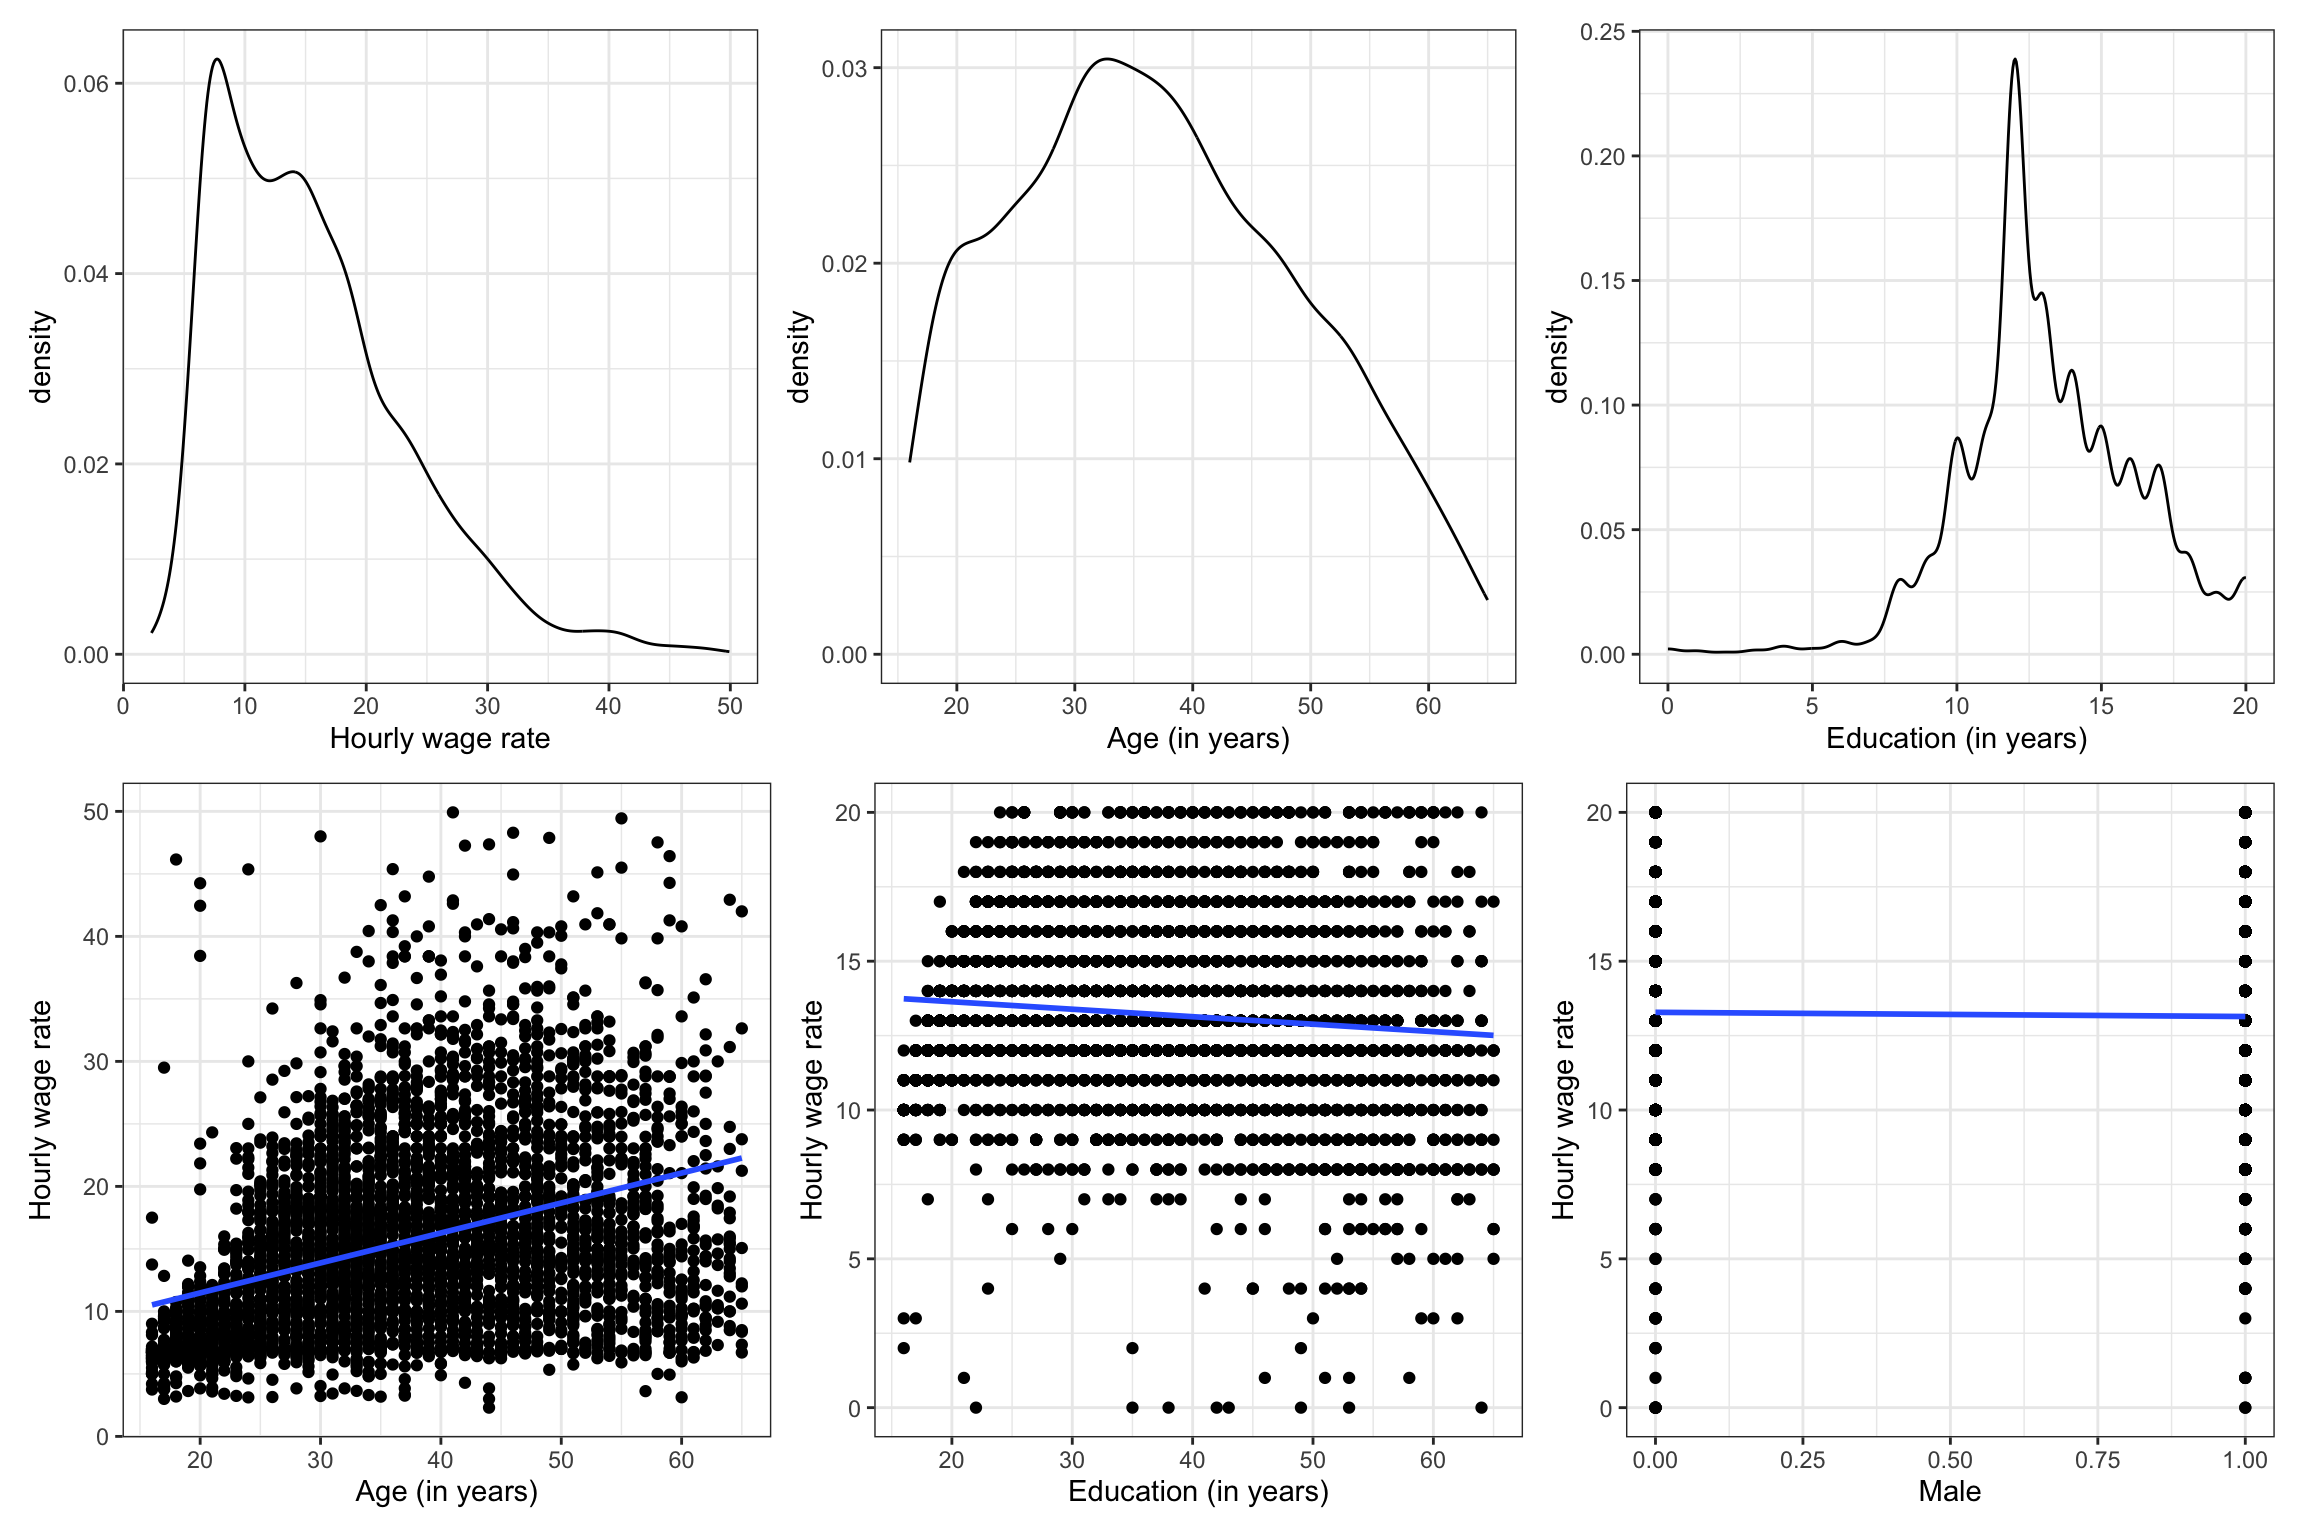 0.06
0.04
0.02
0.00
density
0 10 20 30 40 50
Hourly wage rate
0.03
0.02
0.01
0.00
density
20 30 40 50 60
Age (in years)
0.25
0.20
0.15
0.10
0.05
0.00
density
0 5 10 15 20
Education (in years)
50
40
30
20
10
0
Hourly wage rate
20 30 40 50 60
Age (in years)
20
15
10
5
0
Hourly wage rate
20 30 40 50 60
Education (in years)
20
15
10
5
0
Hourly wage rate
0.00 0.25 0.50 0.75 1.00
Male